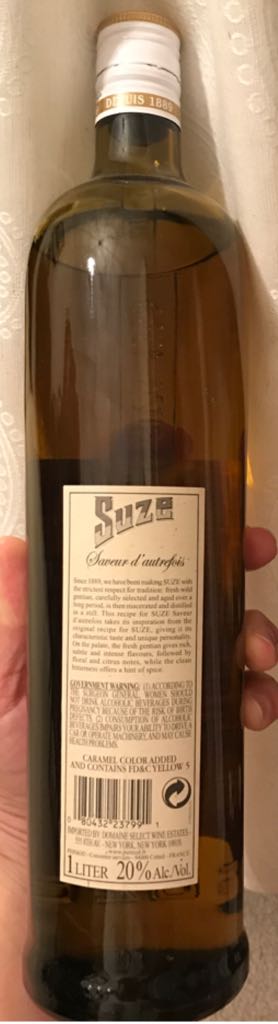 DEPUIS 1889
SUZE
Saveur d'autrefois
Since 1889, we have been making SUZE with
the strictest respect for tradition: fresh wild
gentian, carefully selected and aged over a
long period, is then macerated and distilled
in a still. This recipe for SUZE Saveur
d'autrefois takes its inspiration from the
original recipe for SUZE, giving it its
characteristic taste and unique personality.
On the palate, the fresh gentian gives rich,
subtle and intense flavours, followed by
floral and citrus notes, while the clean
bitterness offers a hint of spice.
GOVERNMENT WARNING: (1) ACCORDING TO
THE SURGEON GENERAL, WOMEN SHOULD
NOT DRINK ALCOHOLIC BEVERAGES DURING
PREGNANCY BECAUSE OF THE RISK OF BIRTH
DEFECTS. (2) CONSUMPTION OF ALCOHOLIC
BEVERAGES IMPAIRS YOUR ABILITY TO DRIVE A
CAR OR OPERATE MACHINERY, AND MAY CAUSE
HEALTH PROBLEMS.
CARAMEL COLOR ADDED
AND CONTAINS FD&C YELLOW 5
0 80432 23799 1
IMPORTED BY: DOMAINE SELECT WINE ESTATES
NEW YORK, NEW YORK
FRANCE
1 LITER 20% Alc./Vol.